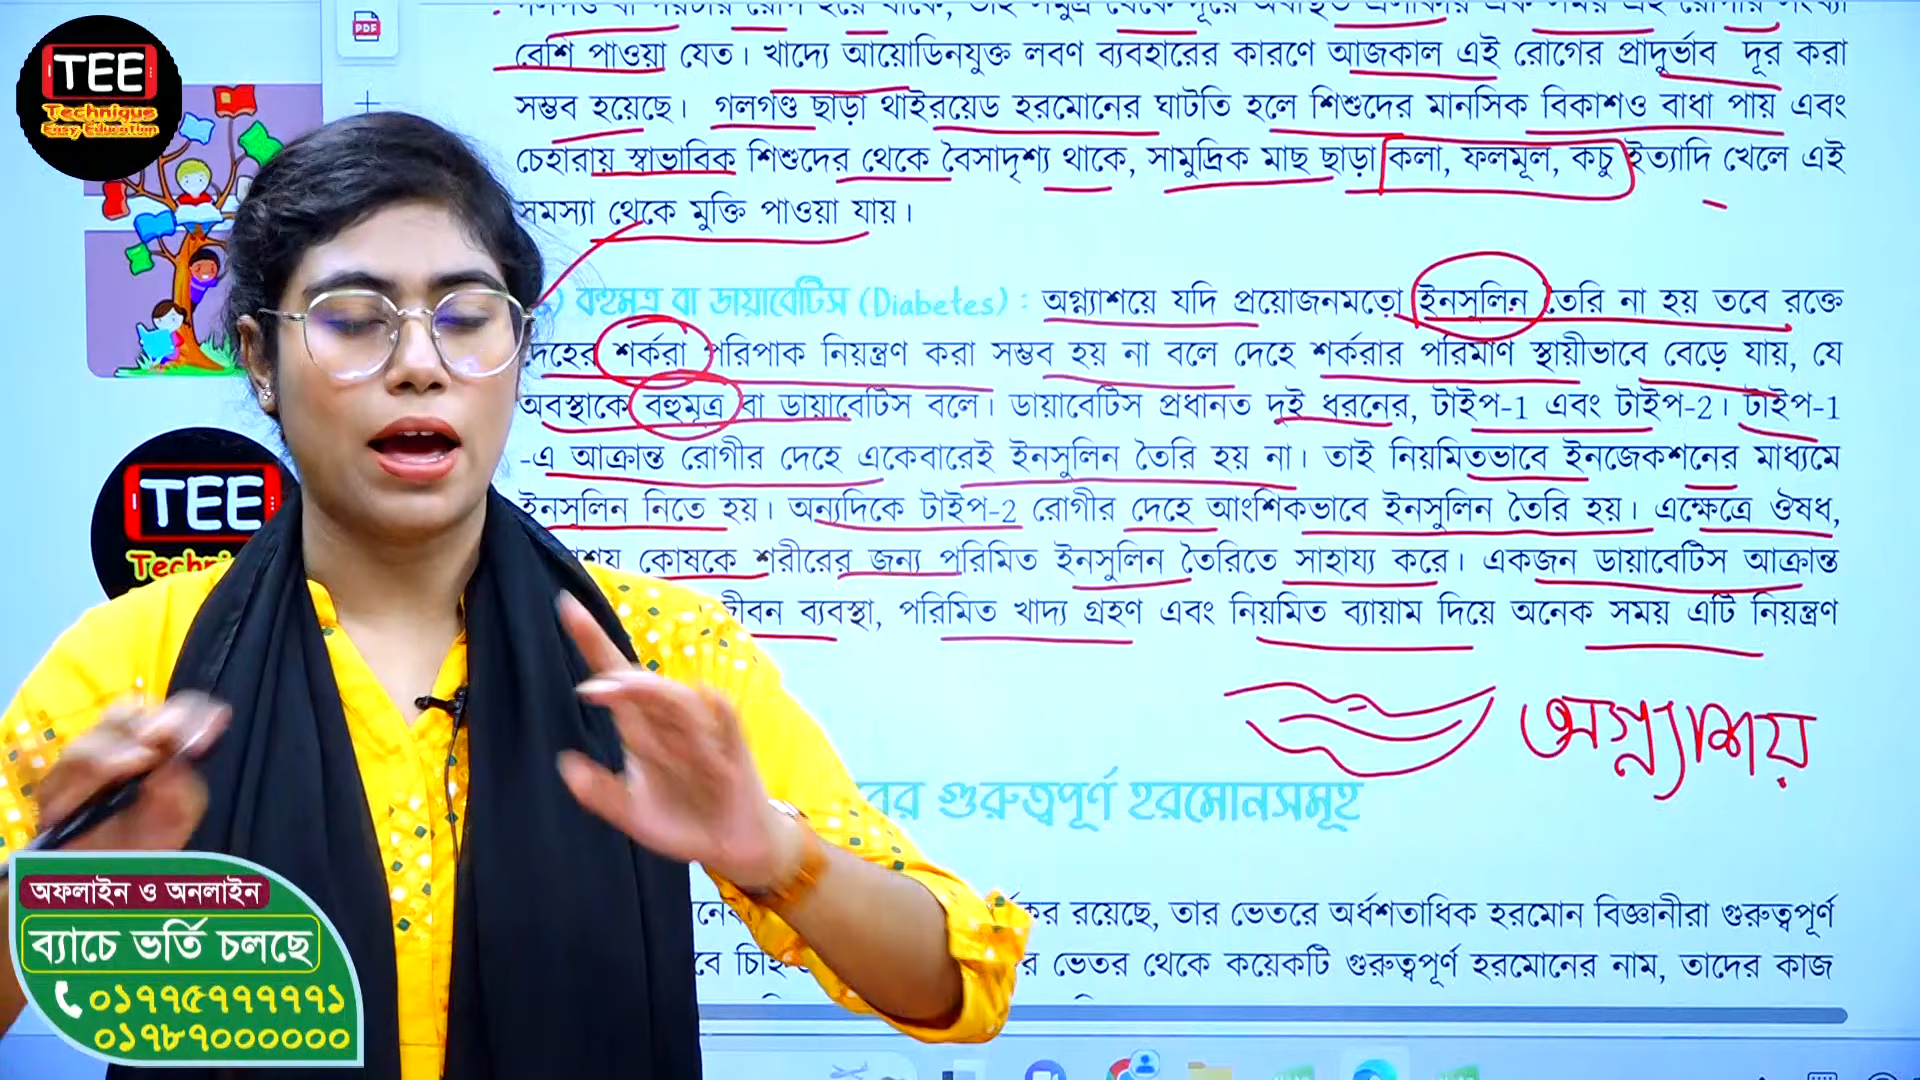 TEE
Technique
Easy Education
PDF
বেশি পাওয়া যেত। খাদ্যে আয়োডিনযুক্ত লবণ ব্যবহারের কারণে আজকাল এই রোগের প্রাদুর্ভাব দূর করা
সম্ভব হয়েছে। গলগণ্ড ছাড়া থাইরয়েড হরমোনের ঘাটতি হলে শিশুদের মানসিক বিকাশও বাধা পায় এবং
চেহারায় স্বাভাবিক শিশুদের থেকে বৈসাদৃশ্য থাকে, সামুদ্রিক মাছ ছাড়া কলা, ফলমূল, কচু ইত্যাদি খেলে এই
সমস্যা থেকে মুক্তি পাওয়া যায়।
বহুমূত্র বা ডায়াবেটিস (Diabetes) : অগ্ন্যাশয়ে যদি প্রয়োজনমতো ইনসুলিন তৈরি না হয় তবে রক্তে
দেহের শর্করা পরিপাক নিয়ন্ত্রণ করা সম্ভব হয় না বলে দেহে শর্করার পরিমাণ স্থায়ীভাবে বেড়ে যায়, যে
অবস্থাকে বহুমূত্র বা ডায়াবেটিস বলে। ডায়াবেটিস প্রধানত দুই ধরনের, টাইপ-1 এবং টাইপ-2। টাইপ-1
-এ আক্রান্ত রোগীর দেহে একেবারেই ইনসুলিন তৈরি হয় না। তাই নিয়মিতভাবে ইনজেকশনের মাধ্যমে
ইনসুলিন নিতে হয়। অন্যদিকে টাইপ-2 রোগীর দেহে আংশিকভাবে ইনসুলিন তৈরি হয়। এক্ষেত্রে ঔষধ,
কোষকে শরীরের জন্য পরিমিত ইনসুলিন তৈরিতে সাহায্য করে। একজন ডায়াবেটিস আক্রান্ত
ব্যবস্থা, পরিমিত খাদ্য গ্রহণ এবং নিয়মিত ব্যায়াম দিয়ে অনেক সময় এটি নিয়ন্ত্রণ
অগ্ন্যাশয়
গুরুত্বপূর্ণ হরমোনসমূহ
রয়েছে, তার ভেতরে অর্ধশতাধিক হরমোন বিজ্ঞানীরা গুরুত্বপূর্ণ
ভেতর থেকে কয়েকটি গুরুত্বপূর্ণ হরমোনের নাম, তাদের কাজ
TEE
অফলাইন ও অনলাইন
ব্যাচে ভর্তি চলছে
০১৭৭৫৭৭৭৭৭১
০১৭৮৭০০০০০০